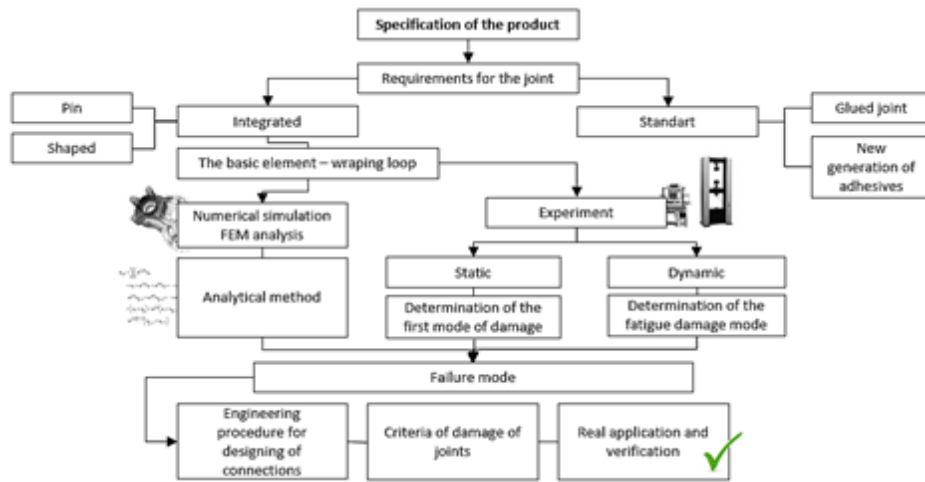 Specification of the product
Requirements for the joint
Pin
Integrated
Standart
Glued joint
Shaped
The basic element – wraping loop
New
generation of
adhesives
Numerical simulation
FEM analysis
Experiment
Analytical method
Static
Dynamic
Determination of the
first mode of damage
Determination of the
fatigue damage mode
Failure mode
Engineering
procedure for
designing of
connections
Criteria of damage of
joints
Real application and
verification